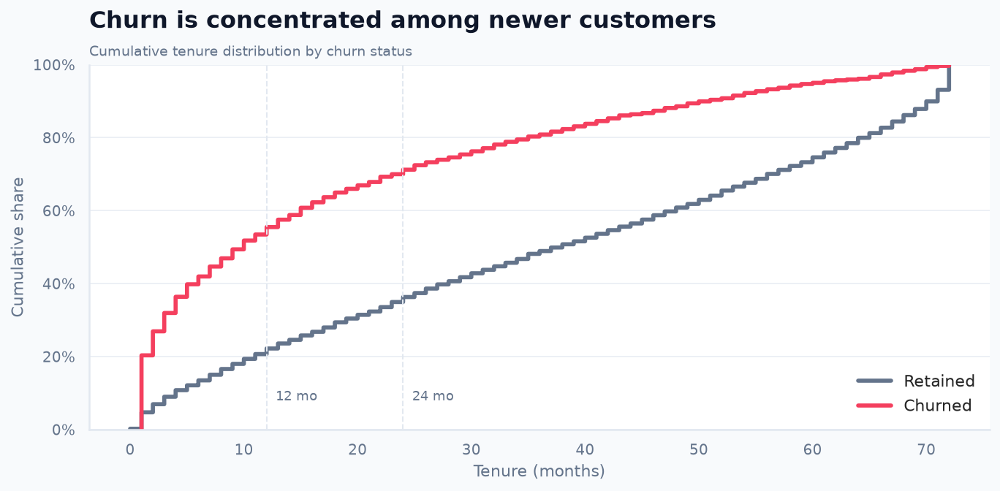 Churn is concentrated among newer customers
Cumulative tenure distribution by churn status
100%
80%
60%
40%
20%
0%
Cumulative share
12 mo
24 mo
Retained
Churned
0 10 20 30 40 50 60 70
Tenure (months)